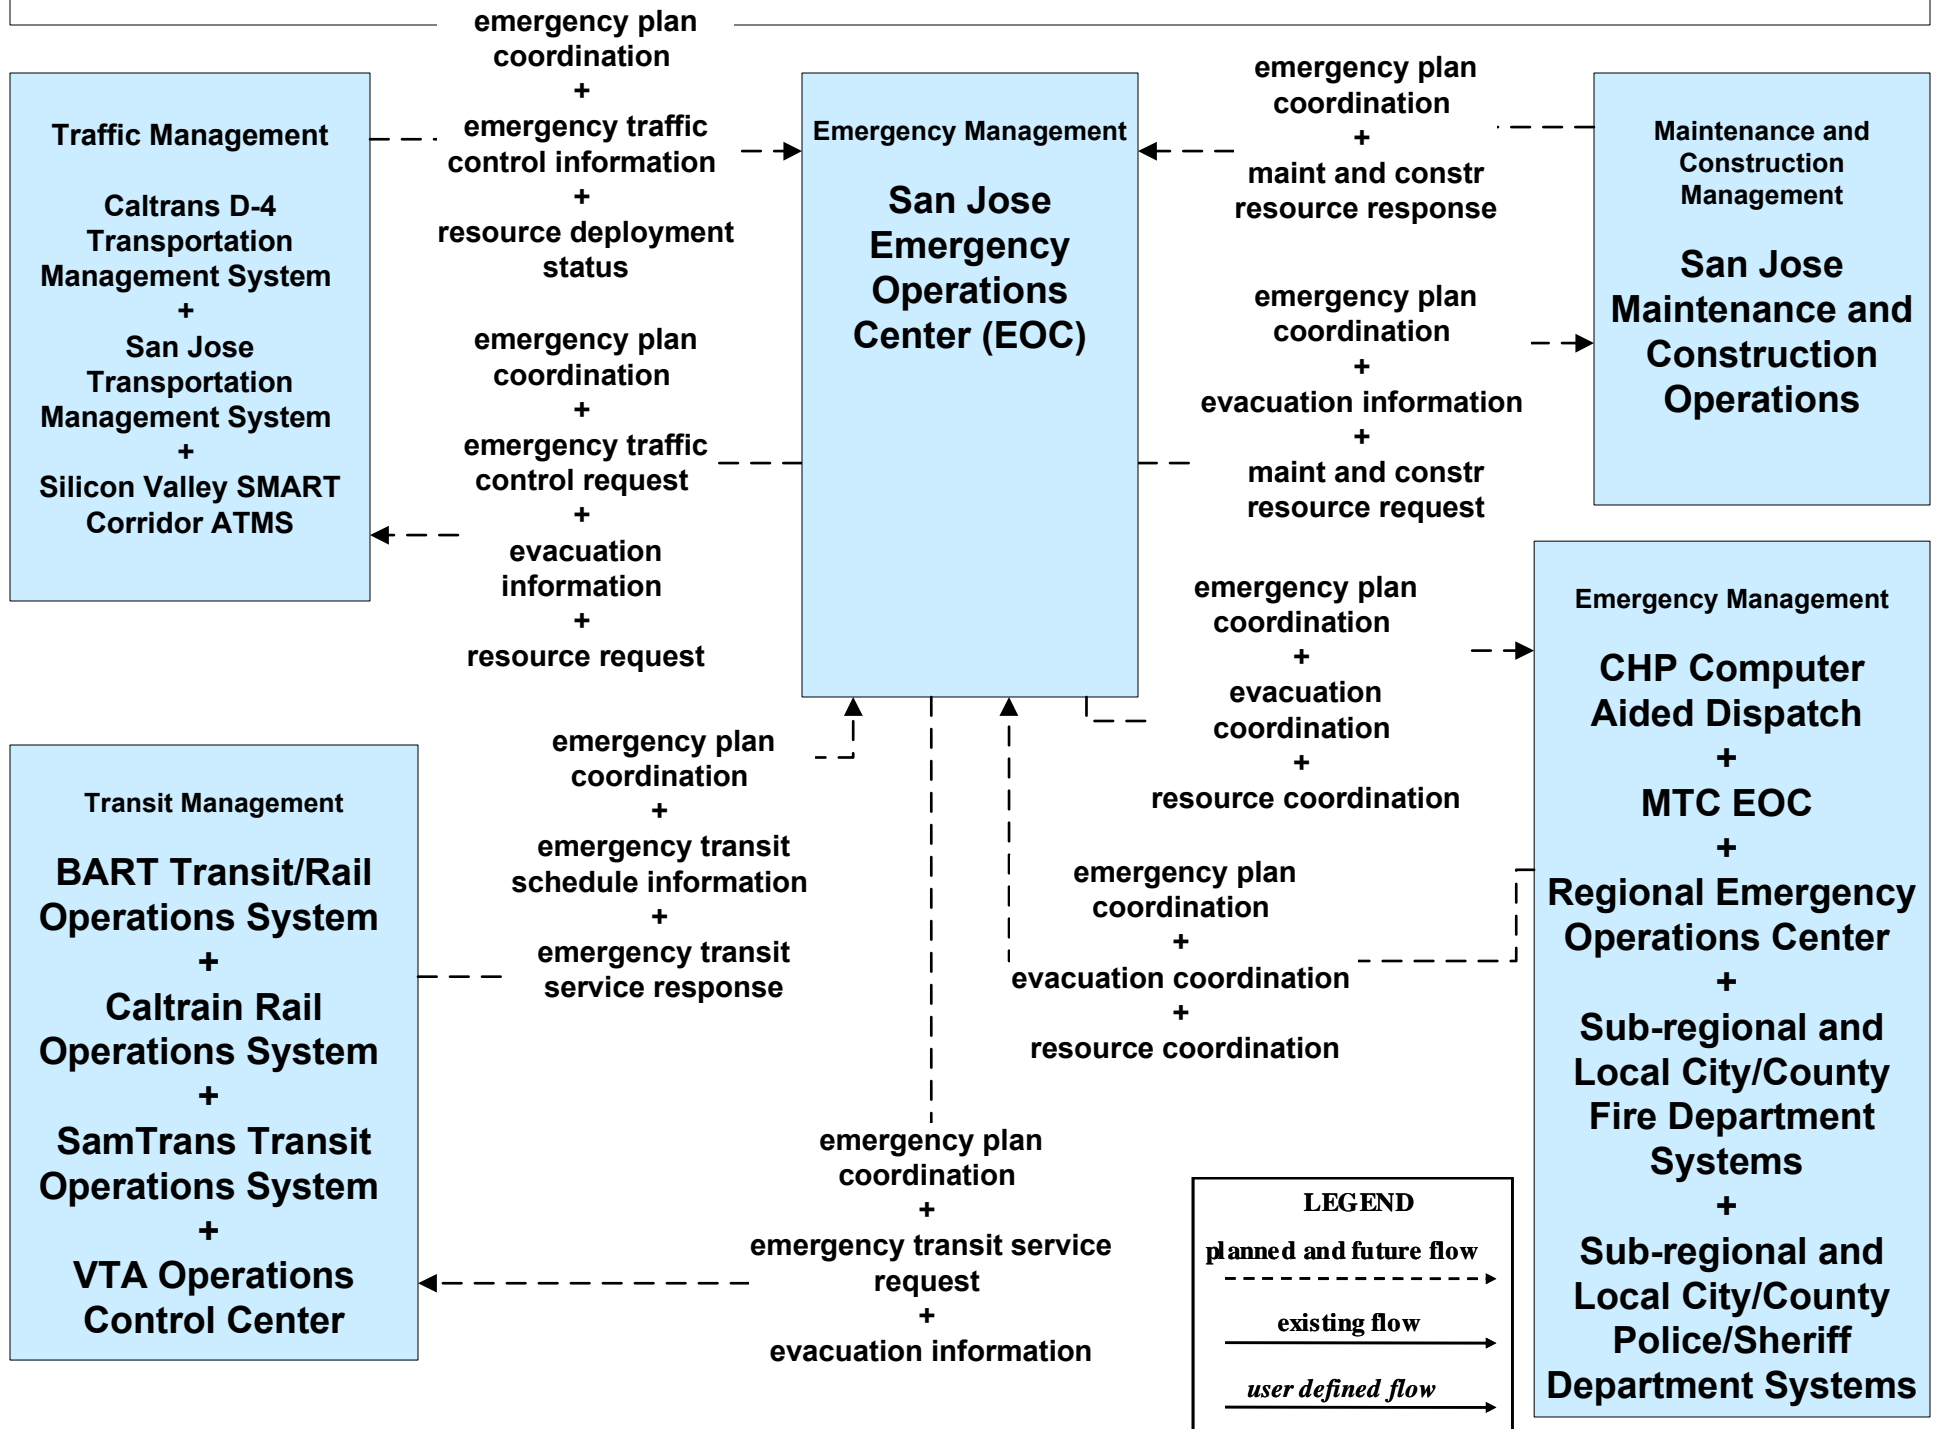 emergency plan
coordination
+
emergency traffic
control information
+
resource deployment
status
Traffic Management
Caltrans D-4
Transportation
Management System
+
San Jose
Transportation
Management System
+
Silicon Valley SMART
Corridor ATMS
Emergency Management
San Jose
Emergency
Operations
Center (EOC)
emergency plan
coordination
+
maint and constr
resource response
Maintenance and
Construction
Management
San Jose
Maintenance and
Construction
Operations
emergency plan
coordination
+
emergency traffic
control request
+
evacuation
information
+
resource request
emergency plan
coordination
+
evacuation information
+
maint and constr
resource request
emergency plan
coordination
+
evacuation
coordination
+
resource coordination
Emergency Management
CHP Computer
Aided Dispatch
+
MTC EOC
+
Regional Emergency
Operations Center
+
Sub-regional and
Local City/County
Fire Department
Systems
+
Sub-regional and
Local City/County
Police/Sheriff
Department Systems
Transit Management
BART Transit/Rail
Operations System
+
Caltrain Rail
Operations System
+
SamTrans Transit
Operations System
+
VTA Operations
Control Center
emergency plan
coordination
+
emergency transit
schedule information
+
emergency transit
service response
emergency plan
coordination
+
evacuation coordination
+
resource coordination
emergency plan
coordination
+
emergency transit service
request
+
evacuation information
LEGEND
planned and future flow
existing flow
user defined flow